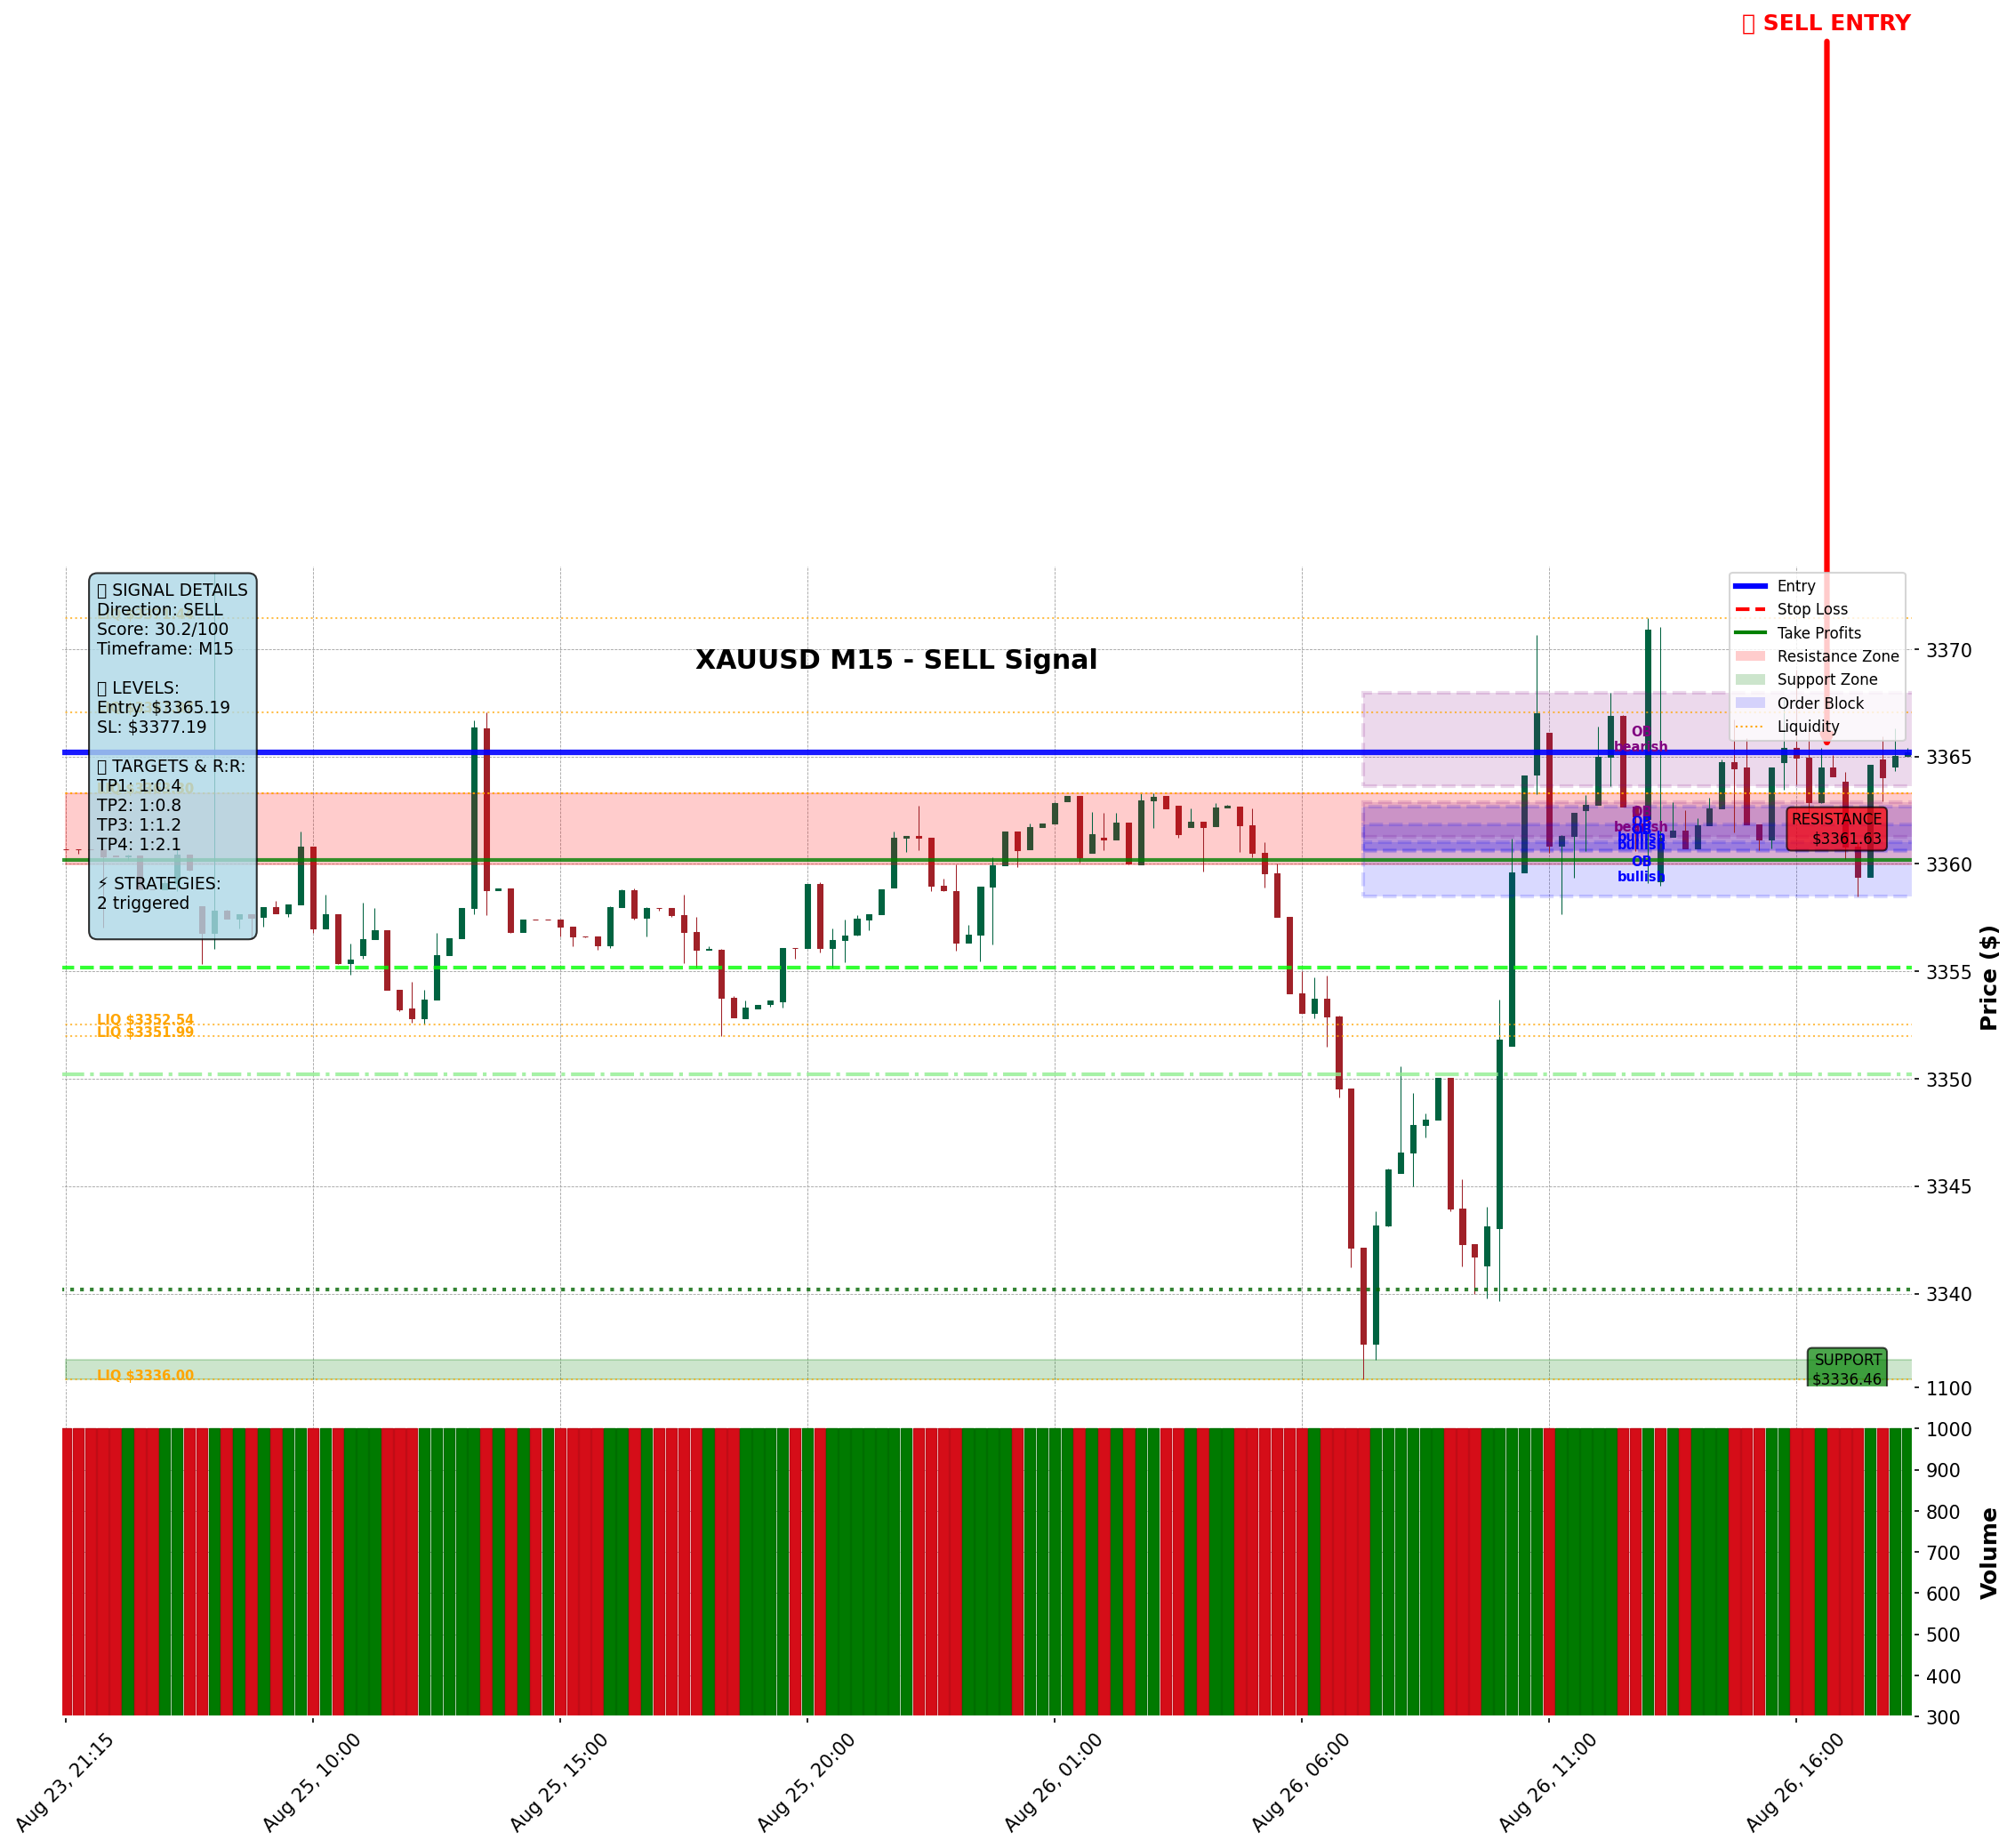 SELL ENTRY
SIGNAL DETAILS
Direction: SELL
Score: 30.2/100
Timeframe: M15
LEVELS:
Entry: $3365.19
SL: $3377.19
TARGETS & R:R:
TP1: 1:0.4
TP2: 1:0.8
TP3: 1:1.2
TP4: 1:2.1
⚡ STRATEGIES:
2 triggered
XAUUSD M15 - SELL Signal
Entry
Stop Loss
Take Profits
Resistance Zone
Support Zone
Order Block
Liquidity
OB
bearish
OB
bearish
OB
bullish
OB
bullish
OB
bullish
RESISTANCE
$3361.63
LIQ $3352.54
LIQ $3351.99
LIQ $3336.00
SUPPORT
$3336.46
3370
3365
3360
3355
3350
3345
3340
Price ($)
1100
1000
900
800
700
600
500
400
300
Volume
Aug 23, 21:15
Aug 25, 10:00
Aug 25, 15:00
Aug 25, 20:00
Aug 26, 01:00
Aug 26, 06:00
Aug 26, 11:00
Aug 26, 16:00